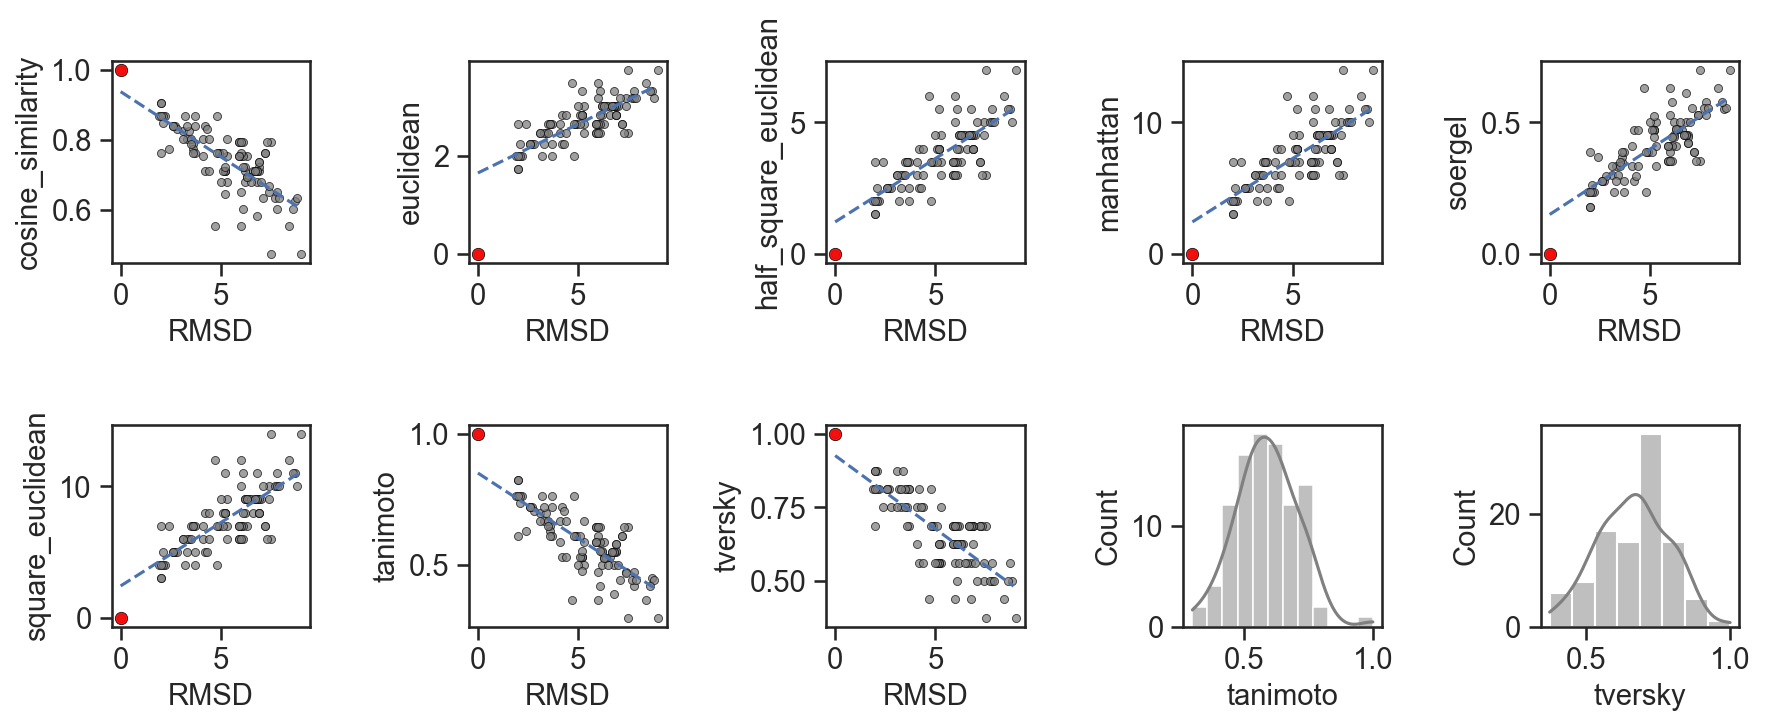 cosine_similarity
1.0
0.8
0.6
0
5
RMSD
euclidean
2
0
0
5
RMSD
half_square_euclidean
5
0
0
5
RMSD
manhattan
10
0
0
5
RMSD
soergel
0.5
0.0
0
5
RMSD
square_euclidean
10
0
0
5
RMSD
tanimoto
1.0
0.5
0
5
RMSD
tversky
1.00
0.75
0.50
0
5
RMSD
Count
10
0
0.5
1.0
tanimoto
Count
20
0
0.5
1.0
tversky